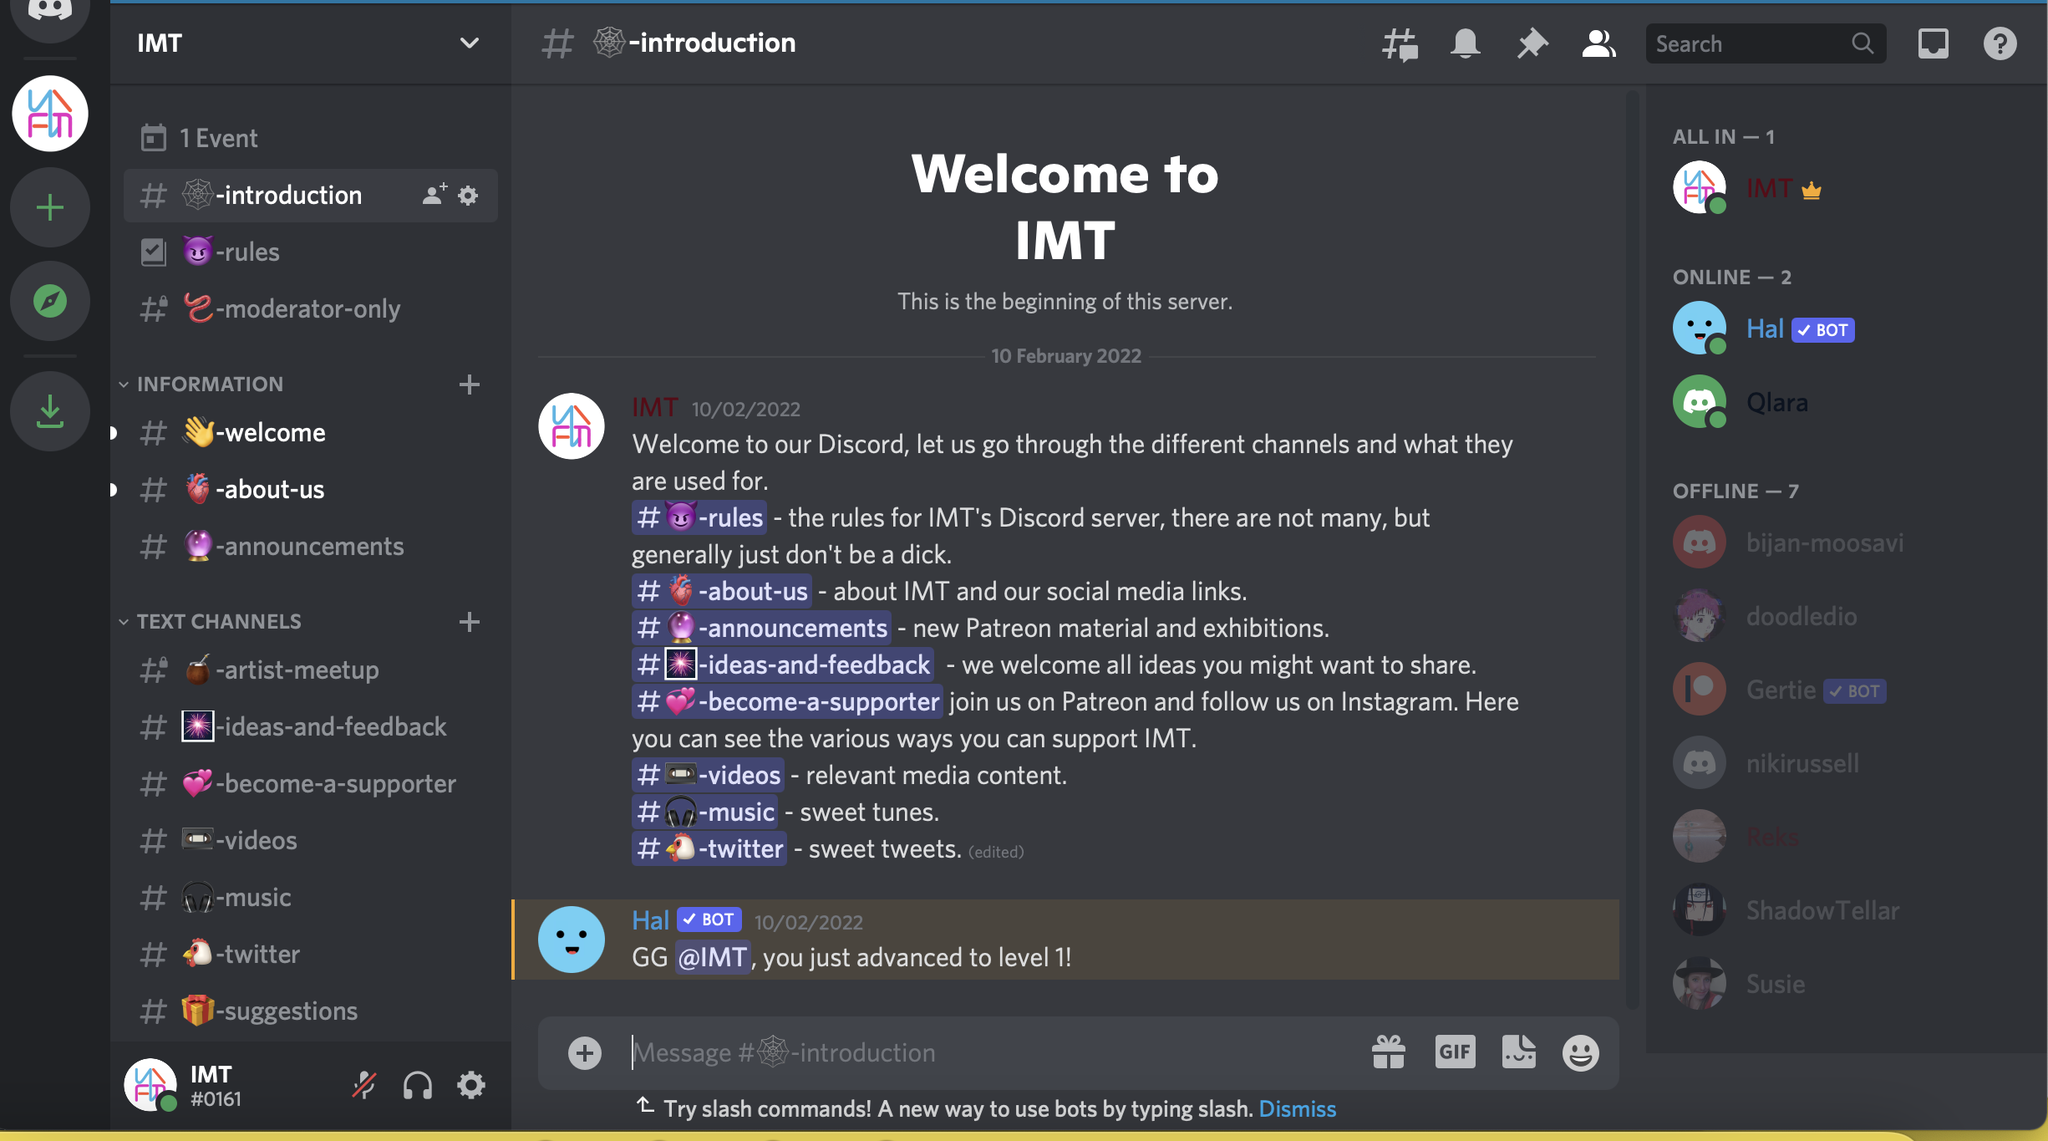 IMT
1 Event
-introduction
-rules
-moderator-only
INFORMATION
-welcome
-about-us
-announcements
TEXT CHANNELS
-artist-meetup
-ideas-and-feedback
-become-a-supporter
-videos
-music
-twitter
-suggestions
IMT
#0161
# 🕸-introduction
Search
Welcome to
IMT
This is the beginning of this server.
10 February 2022
IMT 10/02/2022
Welcome to our Discord, let us go through the different channels and what they
are used for.
#😈-rules - the rules for IMT's Discord server, there are not many, but
generally just don't be a dick.
#🫀-about-us - about IMT and our social media links.
#🔮-announcements - new Patreon material and exhibitions.
#🎆-ideas-and-feedback - we welcome all ideas you might want to share.
#💞-become-a-supporter join us on Patreon and follow us on Instagram. Here
you can see the various ways you can support IMT.
#📼-videos - relevant media content.
#🎧-music - sweet tunes.
#🐔-twitter - sweet tweets. (edited)
Hal ✓ BOT 10/02/2022
GG @IMT, you just advanced to level 1!
Message #🕸-introduction
GIF
Try slash commands! A new way to use bots by typing slash. Dismiss
ALL IN — 1
IMT
ONLINE — 2
Hal ✓ BOT
Qlara
OFFLINE — 7
bijan-moosavi
doodledio
Gertie ✓ BOT
nikirussell
Reks
ShadowTellar
Susie